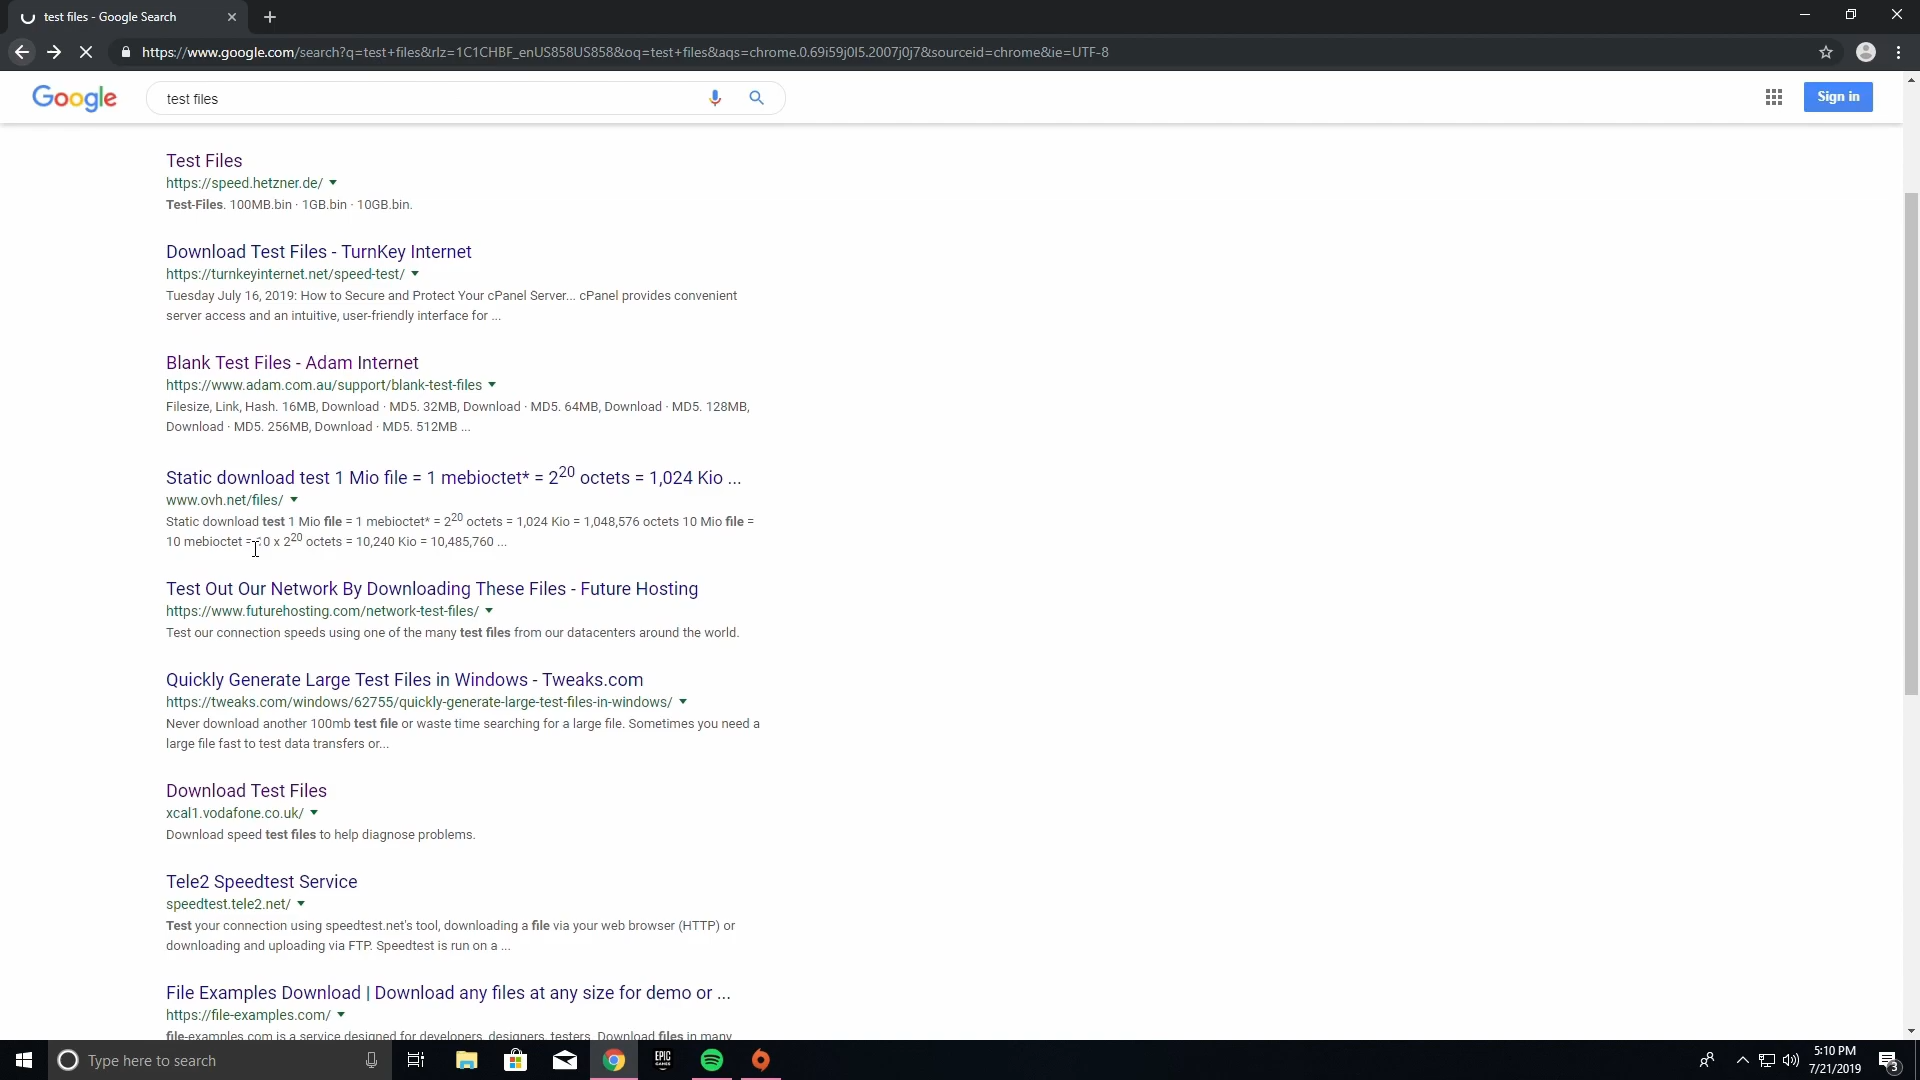 test files - Google Search
https://www.google.com/search?q=test+files&rlz=1C1CHBF_enUS858US858&oq=test+files&aqs=chrome.0.69i59j0l5.2007j0j7&sourceid=chrome&ie=UTF-8
Google
test files
Sign in
Test Files
https://speed.hetzner.de/
Test-Files. 100MB.bin · 1GB.bin · 10GB.bin.
Download Test Files - TurnKey Internet
https://turnkeyinternet.net/speed-test/
Tuesday July 16, 2019: How to Secure and Protect Your cPanel Server... cPanel provides convenient
server access and an intuitive, user-friendly interface for ...
Blank Test Files - Adam Internet
https://www.adam.com.au/support/blank-test-files
Filesize, Link, Hash. 16MB, Download · MD5. 32MB, Download · MD5. 64MB, Download · MD5. 128MB,
Download · MD5. 256MB, Download · MD5. 512MB ...
Static download test 1 Mio file = 1 mebioctet* = 2²⁰ octets = 1,024 Kio ...
www.ovh.net/files/
Static download test 1 Mio file = 1 mebioctet* = 2²⁰ octets = 1,024 Kio = 1,048,576 octets 10 Mio file =
10 mebioctet = 10 x 2²⁰ octets = 10,240 Kio = 10,485,760 ...
Test Out Our Network By Downloading These Files - Future Hosting
https://www.futurehosting.com/network-test-files/
Test our connection speeds using one of the many test files from our datacenters around the world.
Quickly Generate Large Test Files in Windows - Tweaks.com
https://tweaks.com/windows/62755/quickly-generate-large-test-files-in-windows/
Never download another 100mb test file or waste time searching for a large file. Sometimes you need a
large file fast to test data transfers or...
Download Test Files
xcal1.vodafone.co.uk/
Download speed test files to help diagnose problems.
Tele2 Speedtest Service
speedtest.tele2.net/
Test your connection using speedtest.net's tool, downloading a file via your web browser (HTTP) or
downloading and uploading via FTP. Speedtest is run on a ...
File Examples Download | Download any files at any size for demo or ...
https://file-examples.com/
file-examples.com is a service designed for developers, designers, testers. Download files in many
Type here to search
EPIC
GAMES
5:10 PM
7/21/2019
3